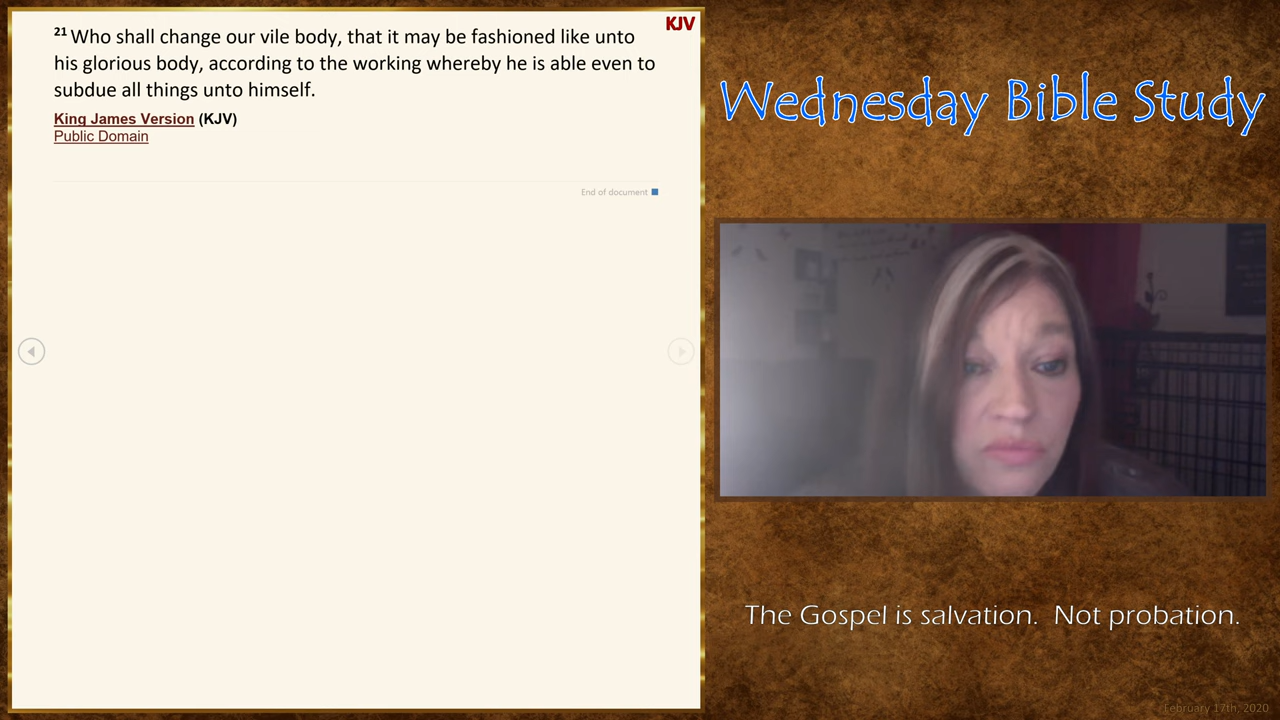 KJV
21 Who shall change our vile body, that it may be fashioned like unto
his glorious body, according to the working whereby he is able even to
subdue all things unto himself.
King James Version (KJV)
Public Domain
End of document
Wednesday Bible Study
The Gospel is salvation. Not probation.
February 17th, 2020